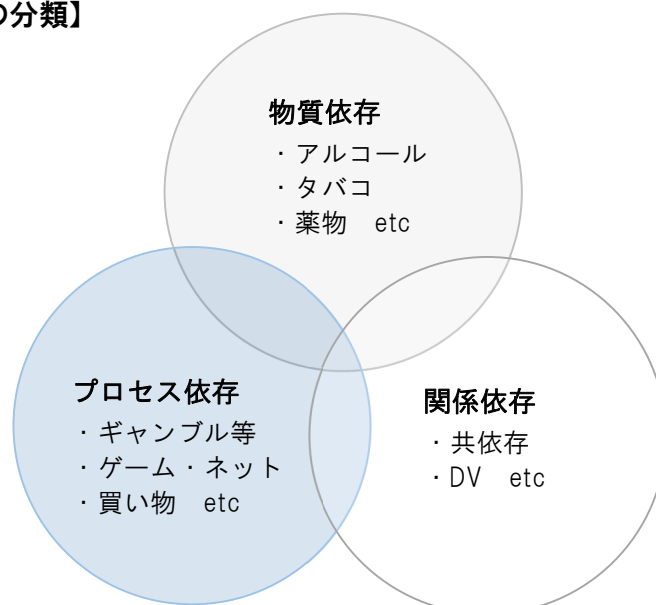 の分類】
物質依存
・アルコール
・タバコ
・薬物　etc
プロセス依存
・ギャンブル等
・ゲーム・ネット
・買い物　etc
関係依存
・共依存
・DV　etc